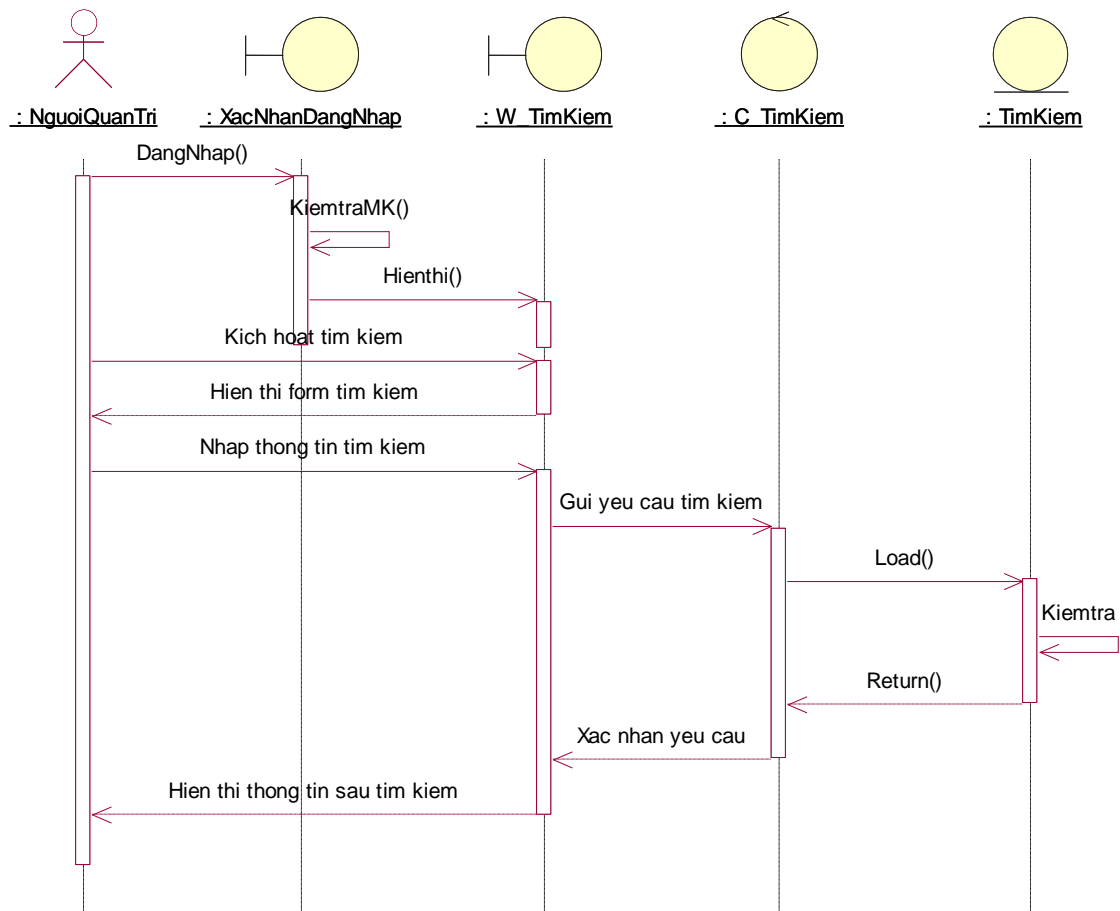 : NguoiQuanTri
: XacNhanDangNhap
: W_TimKiem
: C_TimKiem
: TimKiem
DangNhap()
KiemtraMK()
Hienthi()
Kich hoat tim kiem
Hien thi form tim kiem
Nhap thong tin tim kiem
Gui yeu cau tim kiem
Load()
Kiemtra
Return()
Xac nhan yeu cau
Hien thi thong tin sau tim kiem